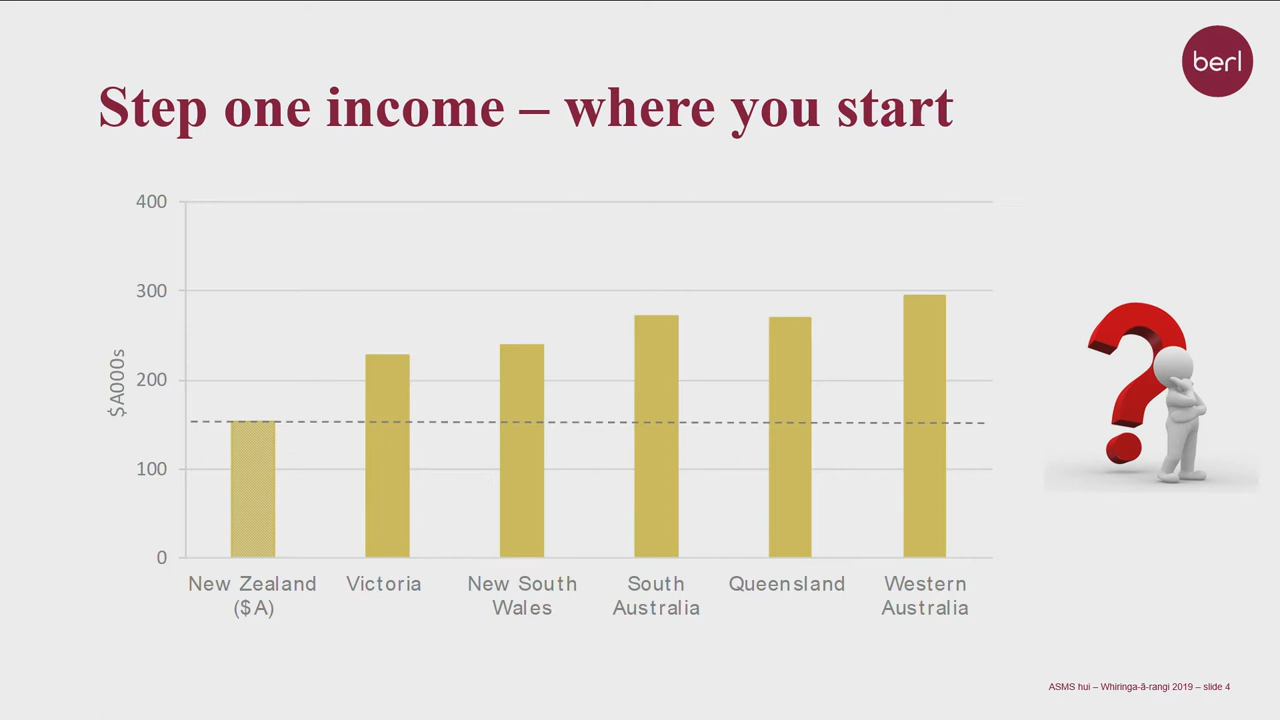 berl
Step one income – where you start
400
300
200
100
0
$A000s
New Zealand
($A)
Victoria
New South
Wales
South
Australia
Queensland
Western
Australia
ASMS hui – Whiringa-ā-rangi 2019 – slide 4